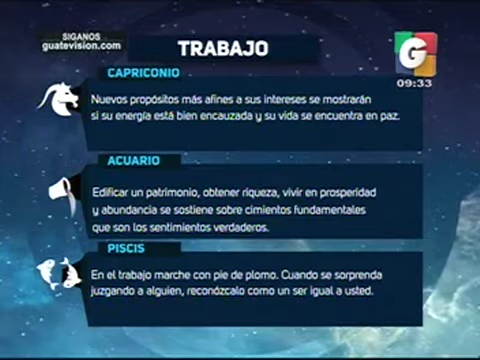 SIGANOS
guatevision.com
TRABAJO
G
09:33
CAPRICONIO
Nuevos propósitos más afines a sus intereses se mostrarán
si su energía está bien encauzada y su vida se encuentra en paz.
ACUARIO
Edificar un patrimonio, obtener riqueza, vivir en prosperidad
y abundancia se sostiene sobre cimientos fundamentales
que son los sentimientos verdaderos.
PISCIS
En el trabajo marche con pie de plomo. Cuando se sorprenda
juzgando a alguien, reconózcalo como un ser igual a usted.